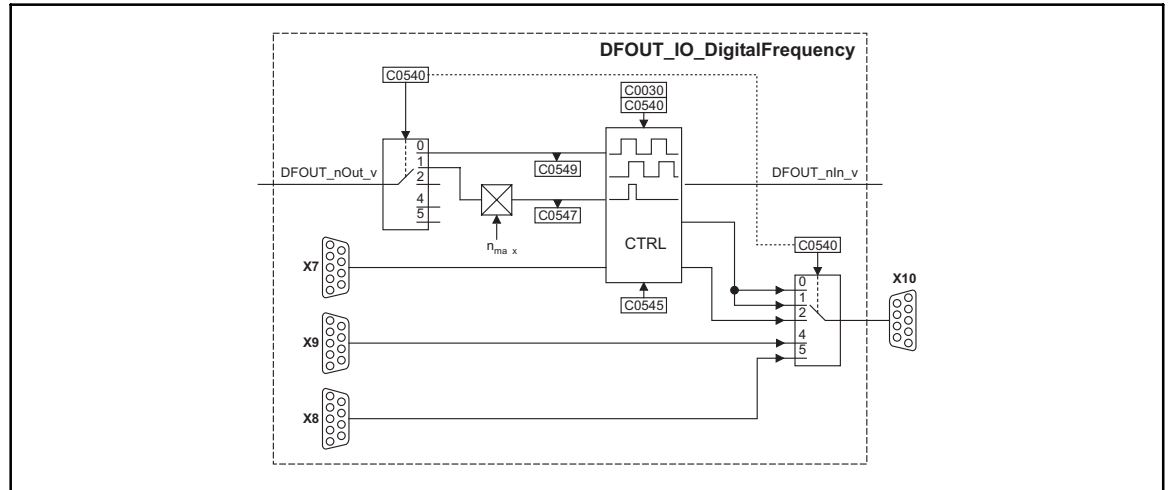 DFOUT_IO_DigitalFrequency
C0540
C0030
C0540
0
1
2
4
5
DFOUT_nOut_v
C0549
C0547
nma x
DFOUT_nIn_v
CTRL
C0545
C0540
0
1
2
4
5
X10
X7
X9
X8